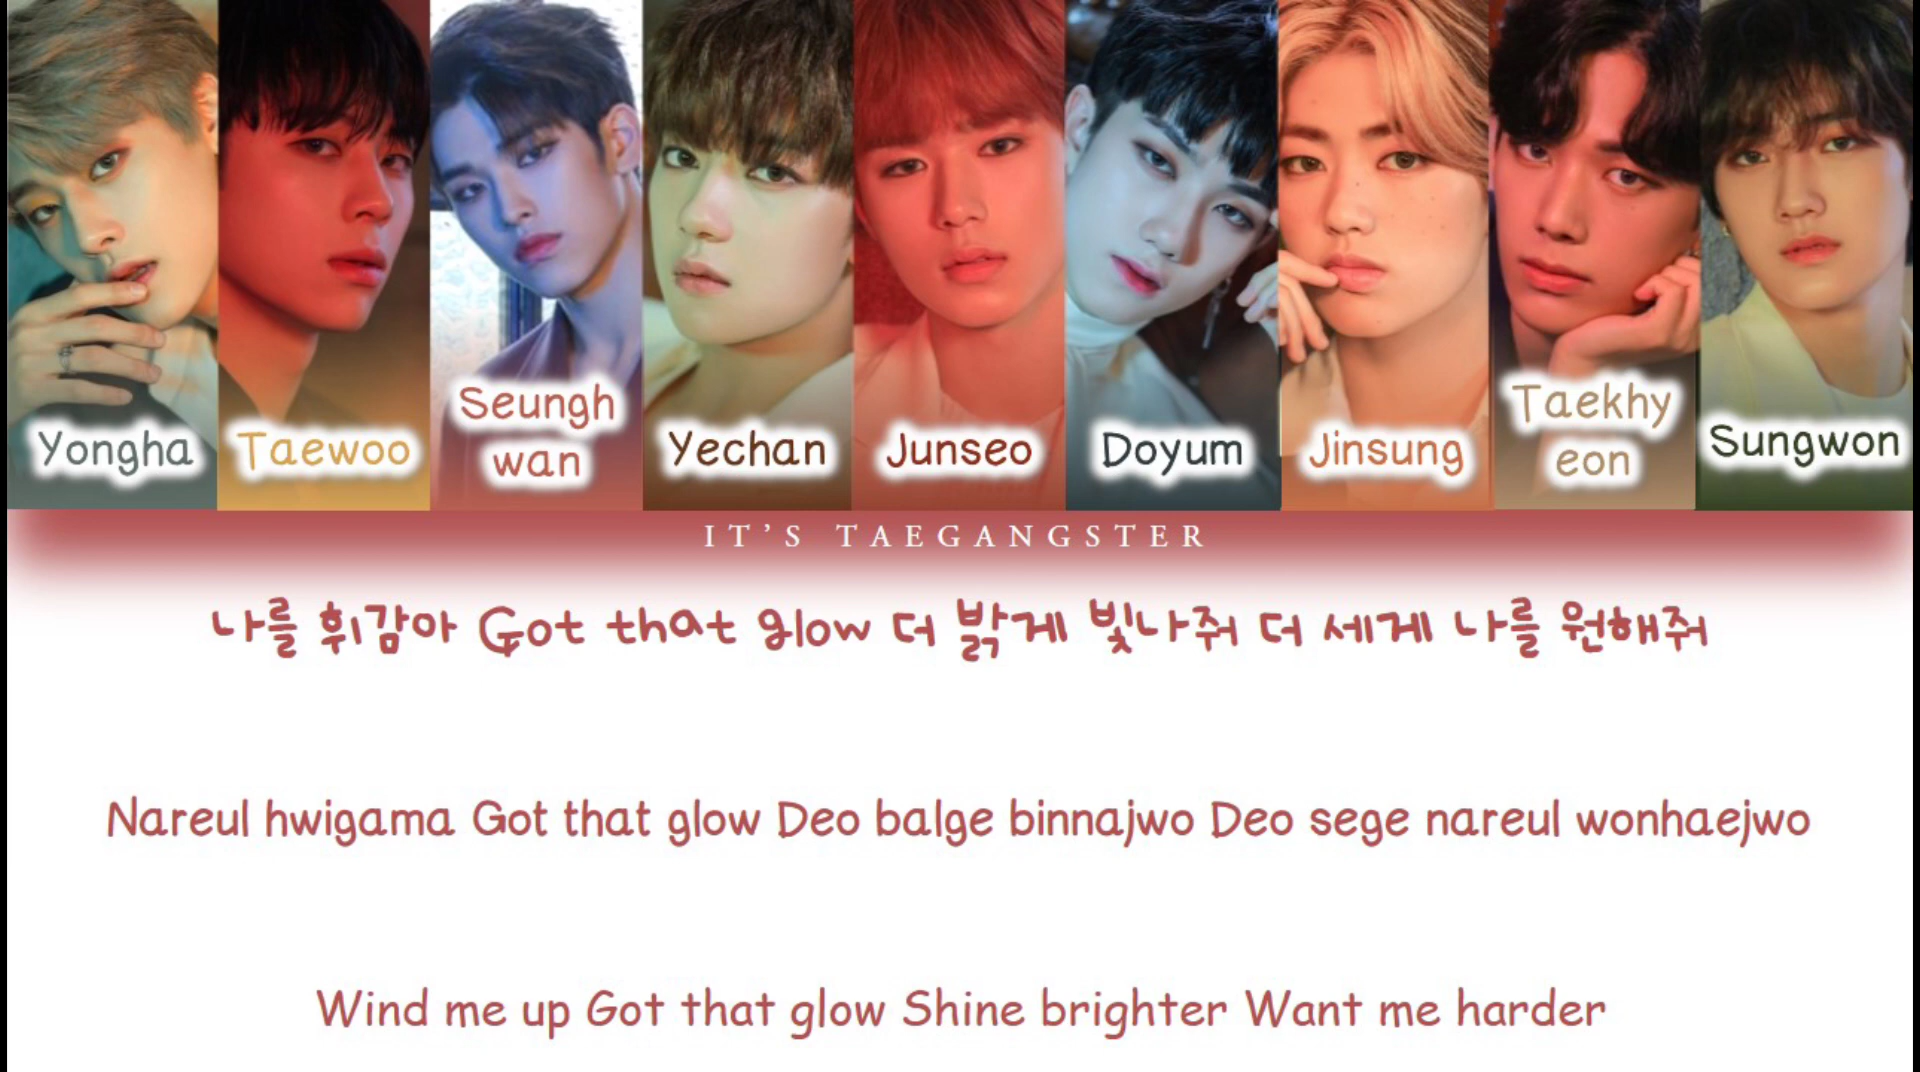 Yongha
Taewoo
Seungh
wan
Yechan
Junseo
Doyum
Jinsung
Taekhy
eon
Sungwon
IT'S TAEGANGSTER
나를 휘감아 Got that glow 더 밝게 빛나줘 더 세게 나를 원해줘
Nareul hwigama Got that glow Deo balge binnajwo Deo sege nareul wonhaejwo
Wind me up Got that glow Shine brighter Want me harder